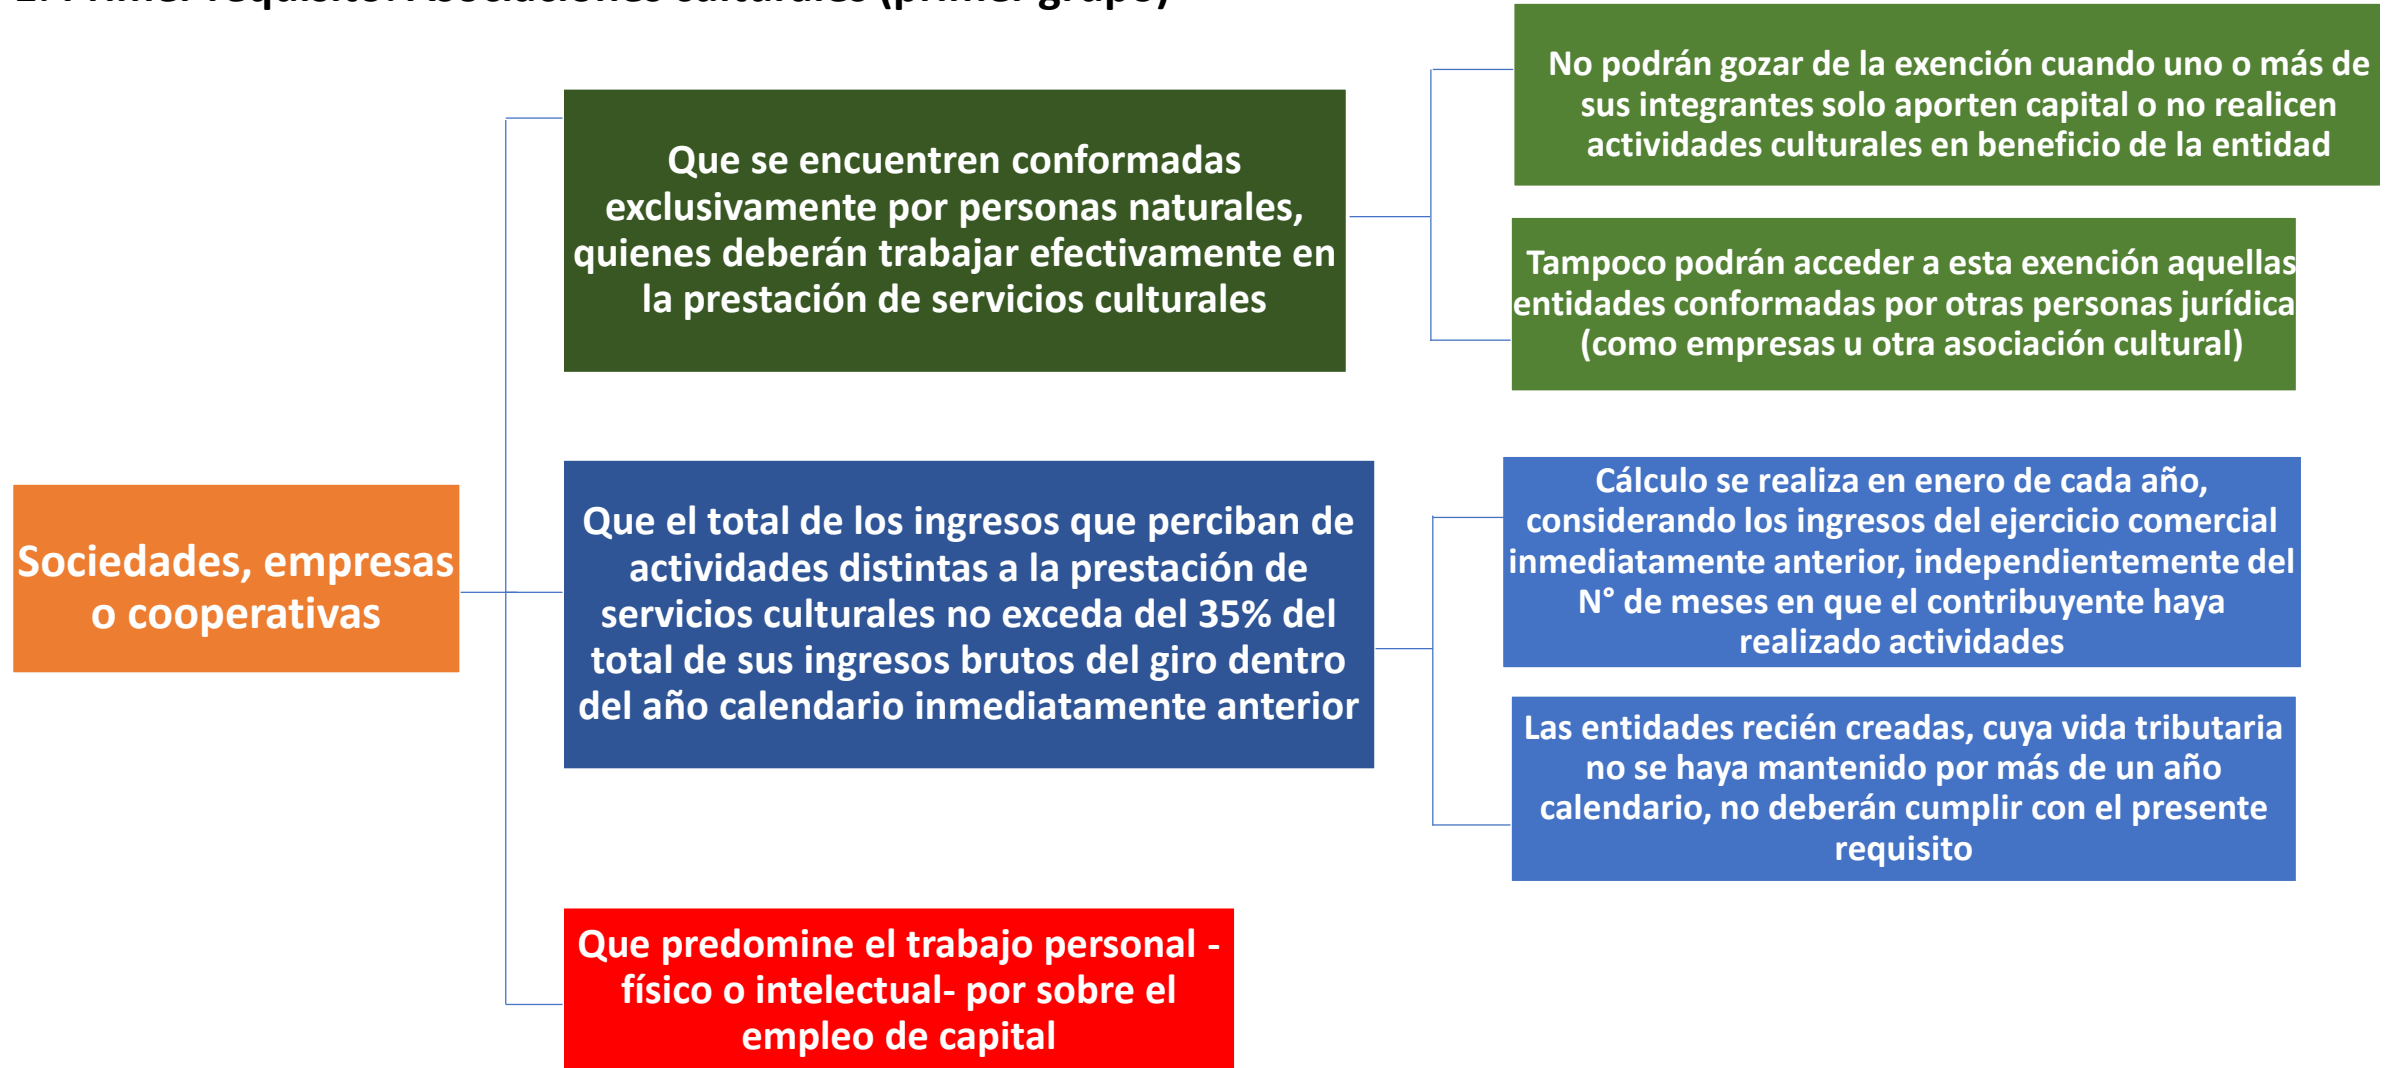 1. Primer requisito: Asociaciones culturales (primer grupo)
No podrán gozar de la exención cuando uno o más de
sus integrantes solo aporten capital o no realicen
actividades culturales en beneficio de la entidad
Que se encuentren conformadas
exclusivamente por personas naturales,
quienes deberán trabajar efectivamente en
la prestación de servicios culturales
Tampoco podrán acceder a esta exención aquellas
entidades conformadas por otras personas jurídica
(como empresas u otra asociación cultural)
Sociedades, empresas
o cooperativas
Que el total de los ingresos que perciban de
actividades distintas a la prestación de
servicios culturales no exceda del 35% del
total de sus ingresos brutos del giro dentro
del año calendario inmediatamente anterior
Cálculo se realiza en enero de cada año,
considerando los ingresos del ejercicio comercial
inmediatamente anterior, independientemente del
N° de meses en que el contribuyente haya
realizado actividades
Las entidades recién creadas, cuya vida tributaria
no se haya mantenido por más de un año
calendario, no deberán cumplir con el presente
requisito
Que predomine el trabajo personal -
físico o intelectual- por sobre el
empleo de capital